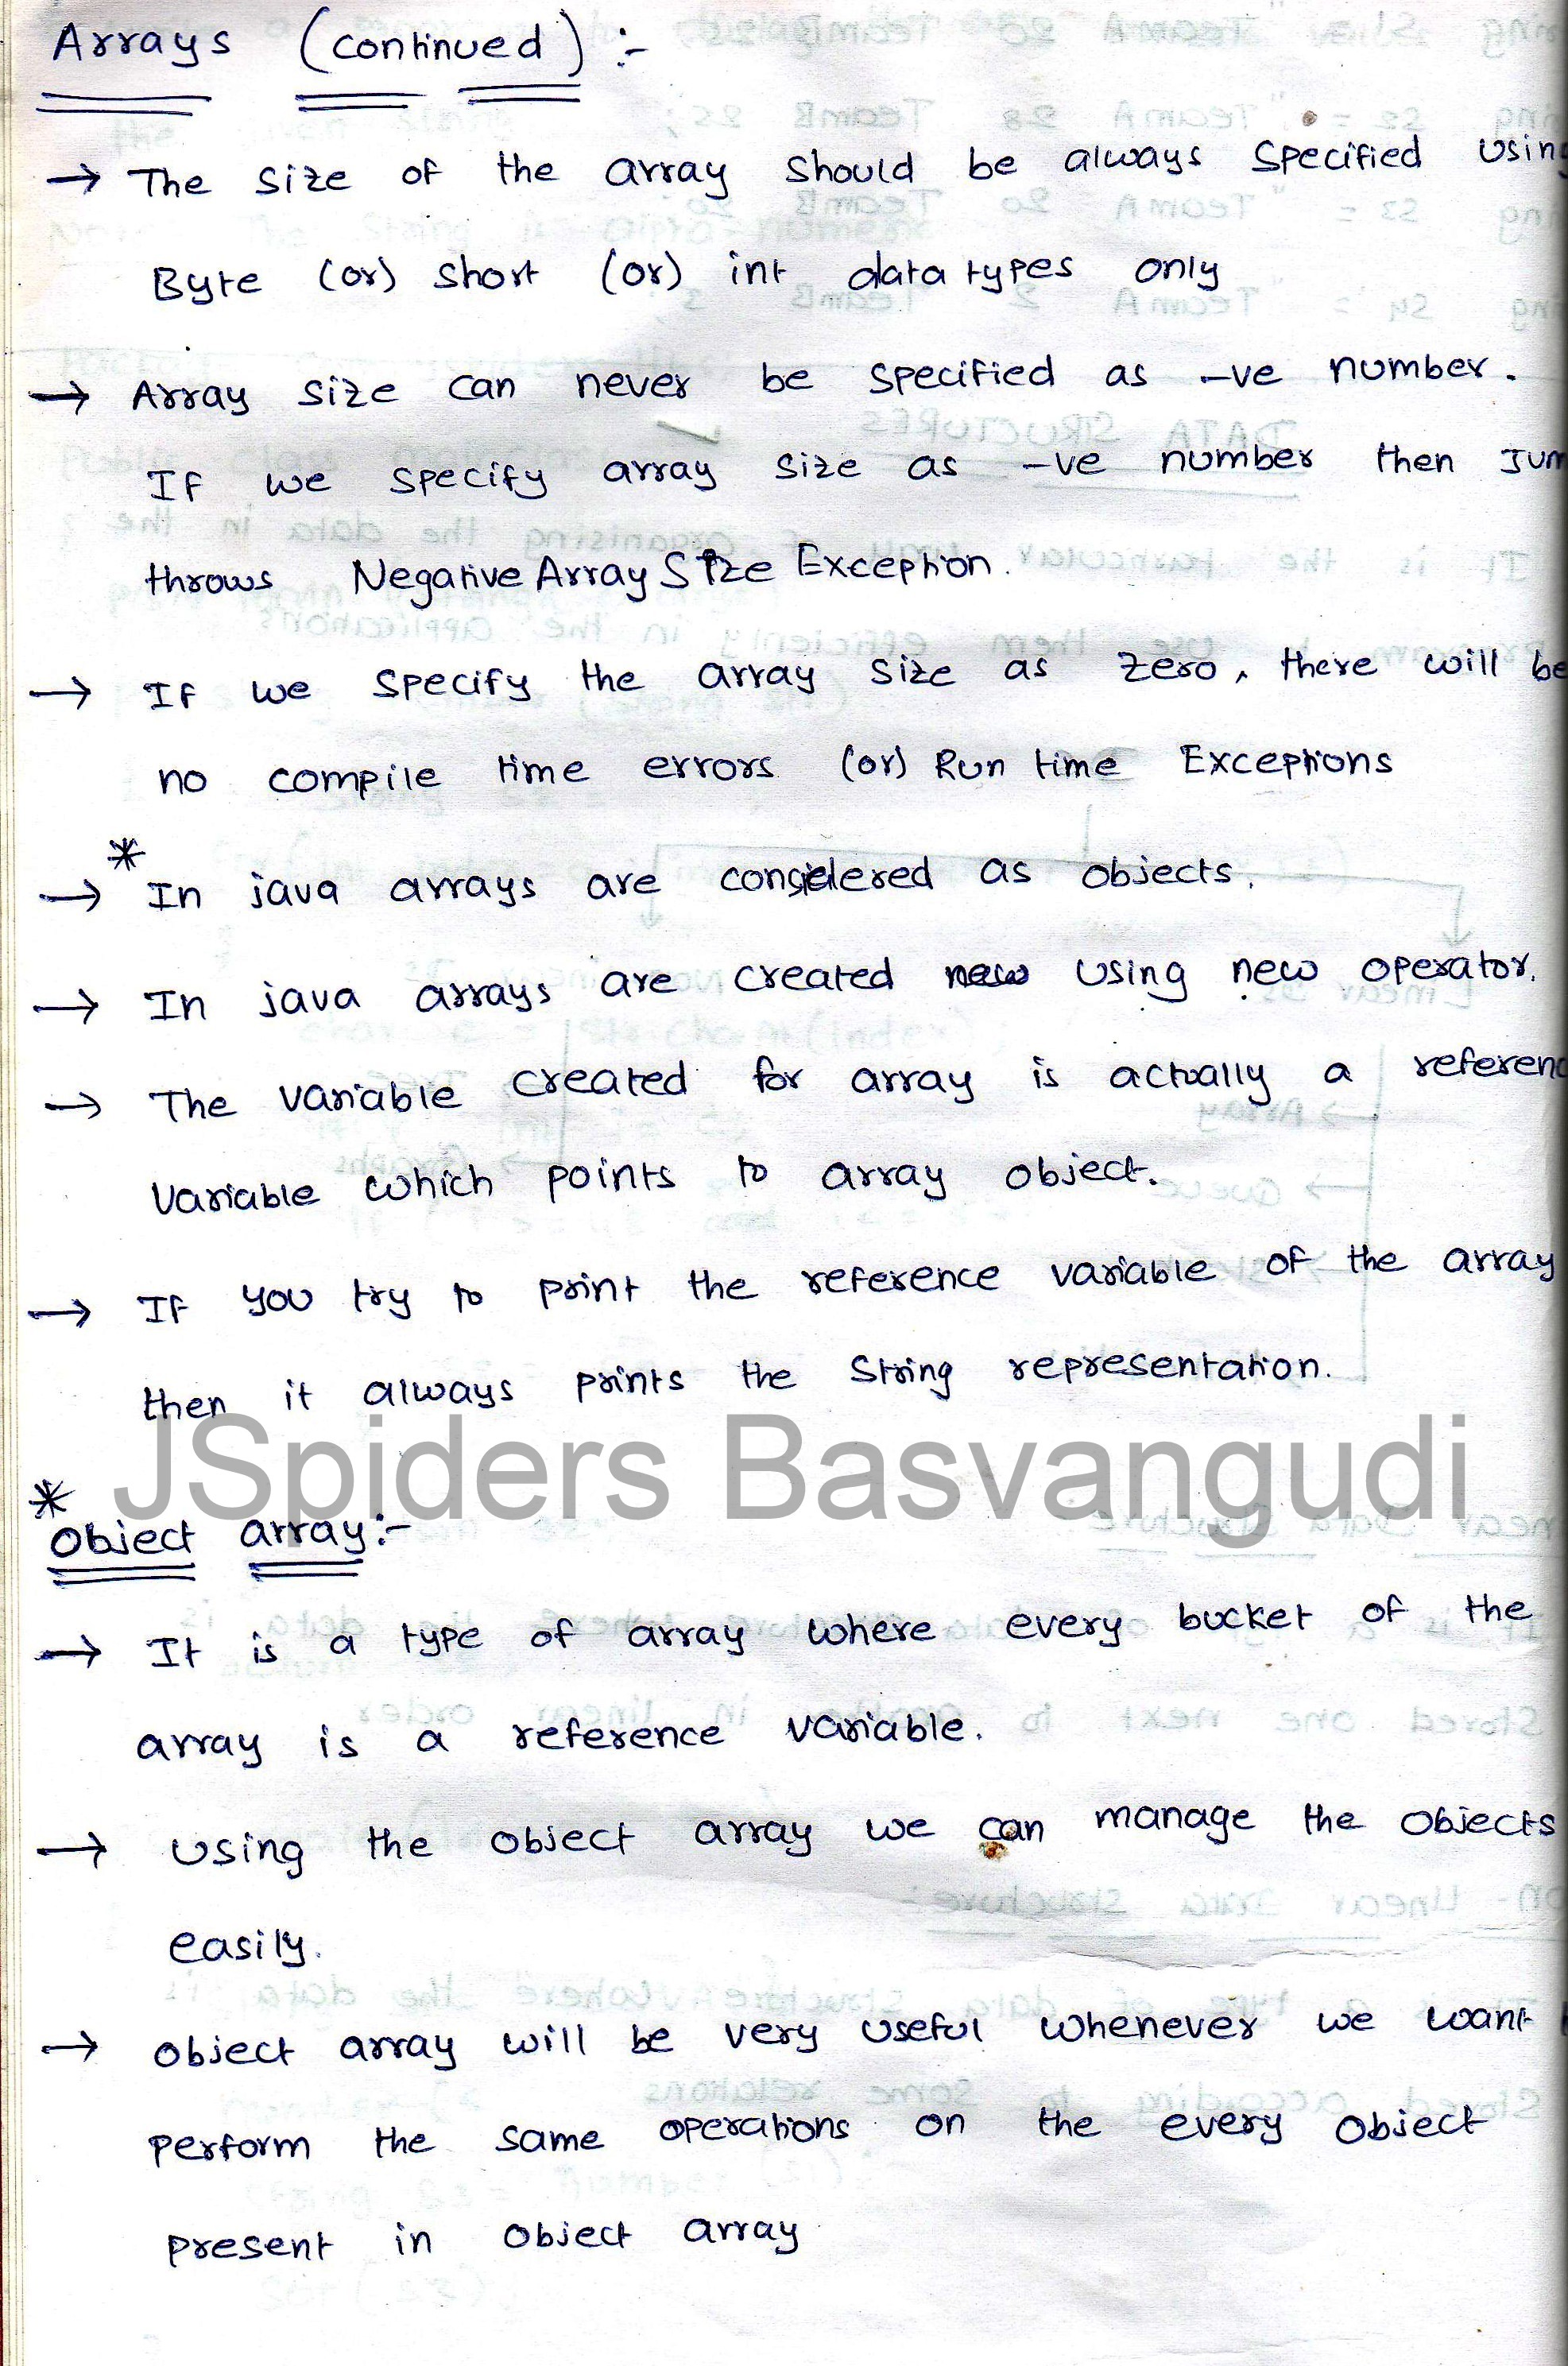 Arrays (continued) :-
→ The size of the array should be always specified using
Byte (or) short (or) int data types only
→ Array size can never be specified as -ve number.
If we specify array size as -ve number then
throws NegativeArraySizeException.
→ If we specify the array size as zero, there will be
no compile time errors (or) Run time Exceptions
*
→ In java arrays are considered as objects.
→ In java arrays are created new using new operator.
→ The variable created for array is actually a referenc
variable which points to array object.
→ If you try to print the reference variable of the array
then it always prints the String representation.
JSpiders Basvangudi
*
Object array:-
→ It is a type of array where every bucket of the
array is a reference variable.
→ Using the object array we can manage the objects
easily.
→ Object array will be very useful whenever we want
perform the same operations on the every object
present in object array